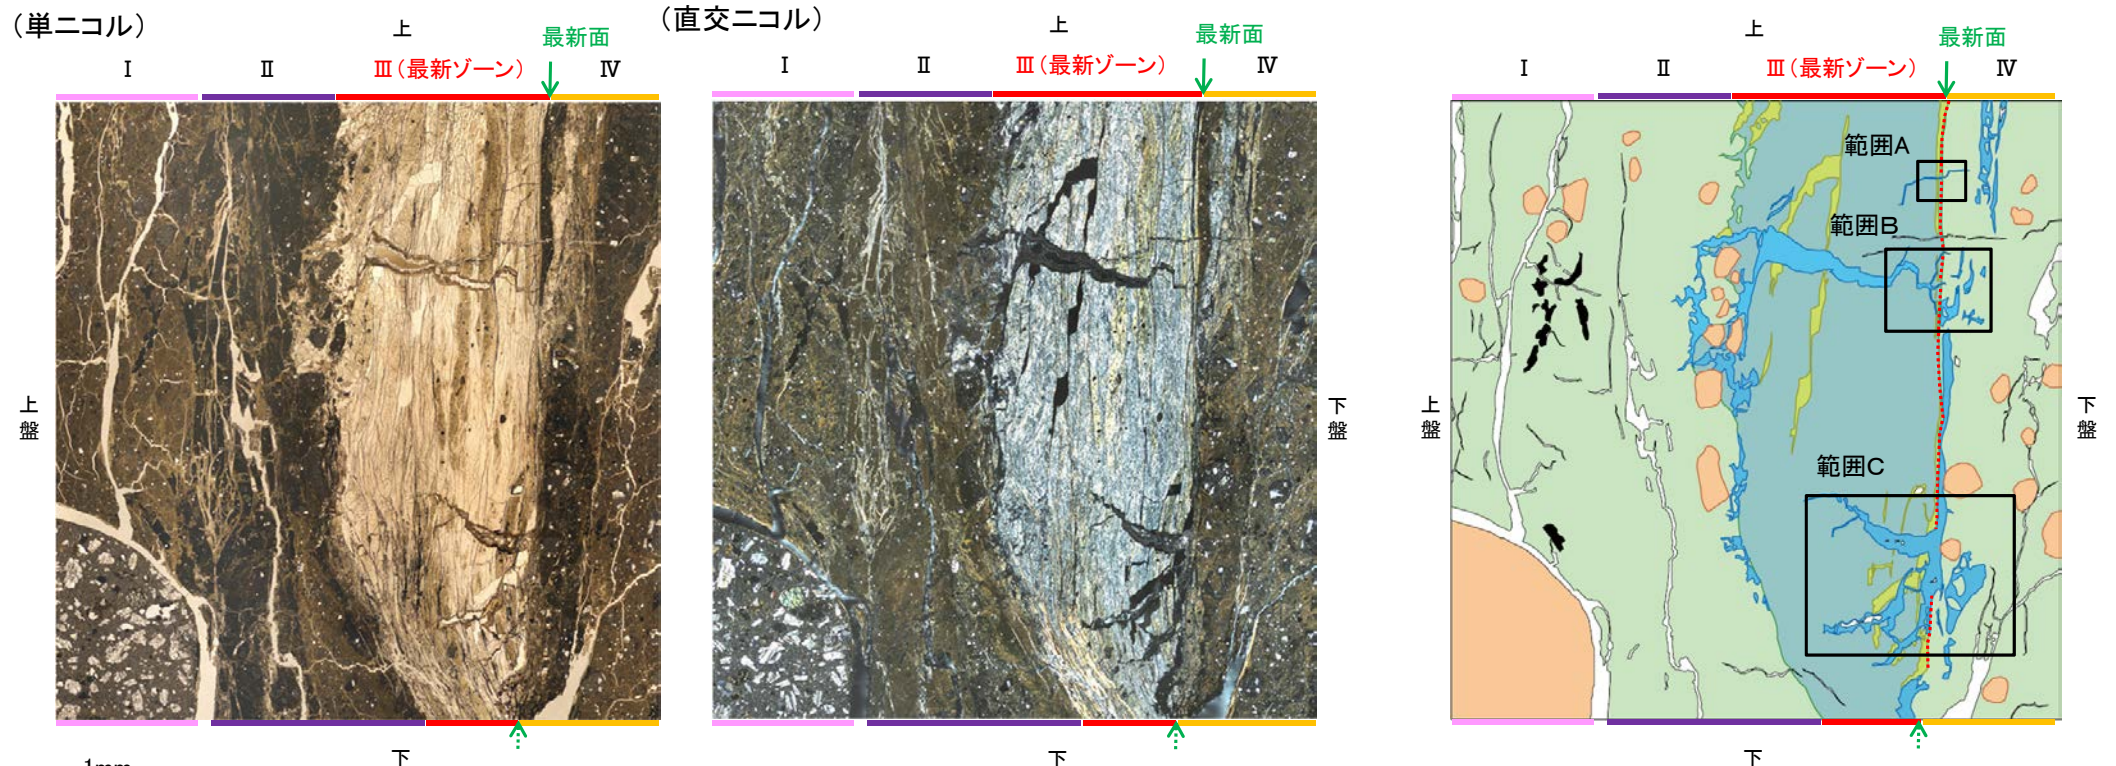 (単ニコル)
上
最新面
Ⅰ
Ⅱ
Ⅲ(最新ゾーン)
Ⅳ
上盤
下
1mm
(直交ニコル)
上
最新面
Ⅰ
Ⅱ
Ⅲ(最新ゾーン)
Ⅳ
下盤
下
上
最新面
Ⅰ
Ⅱ
Ⅲ(最新ゾーン)
Ⅳ
範囲A
範囲B
上盤
下盤
範囲C
下